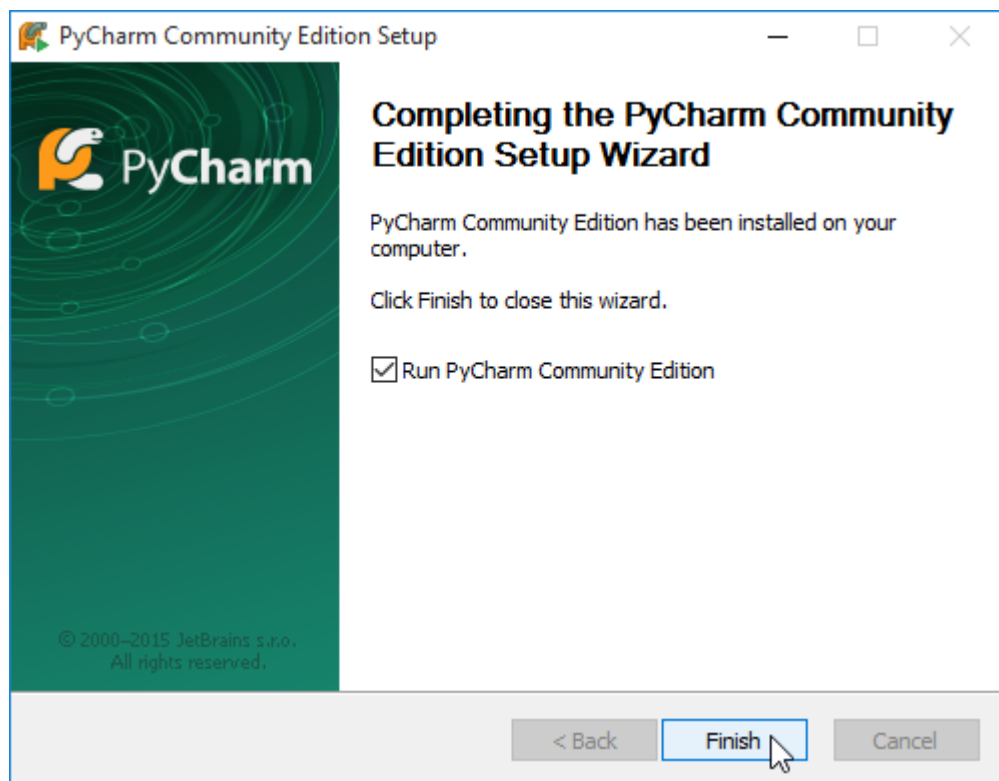 PyCharm Community Edition Setup
PyCharm
Completing the PyCharm Community
Edition Setup Wizard
PyCharm Community Edition has been installed on your
computer.
Click Finish to close this wizard.
Run PyCharm Community Edition
© 2000–2015 JetBrains s.r.o.
All rights reserved.
< Back
Finish
Cancel